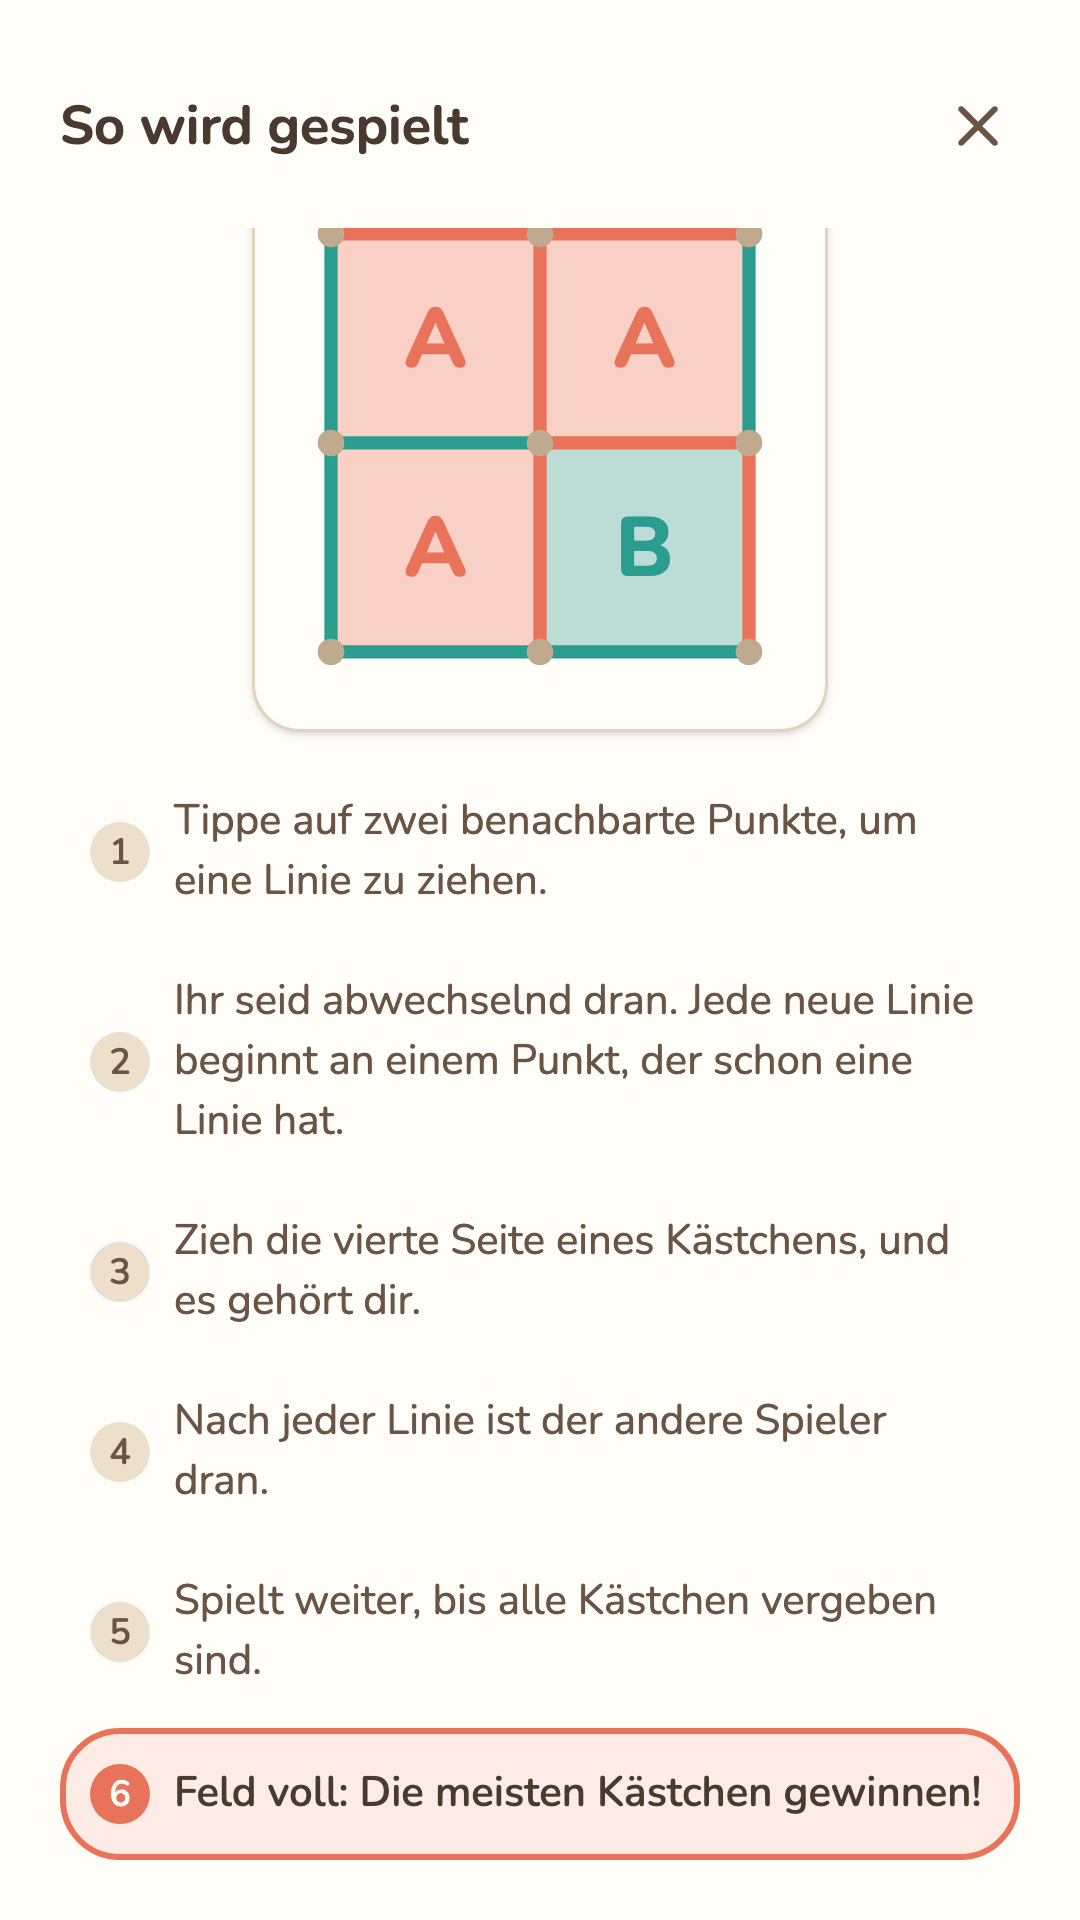 So wird gespielt
A A
A B
1 Tippe auf zwei benachbarte Punkte, um
eine Linie zu ziehen.
2 Ihr seid abwechselnd dran. Jede neue Linie
beginnt an einem Punkt, der schon eine
Linie hat.
3 Zieh die vierte Seite eines Kästchens, und
es gehört dir.
4 Nach jeder Linie ist der andere Spieler
dran.
5 Spielt weiter, bis alle Kästchen vergeben
sind.
6 Feld voll: Die meisten Kästchen gewinnen!